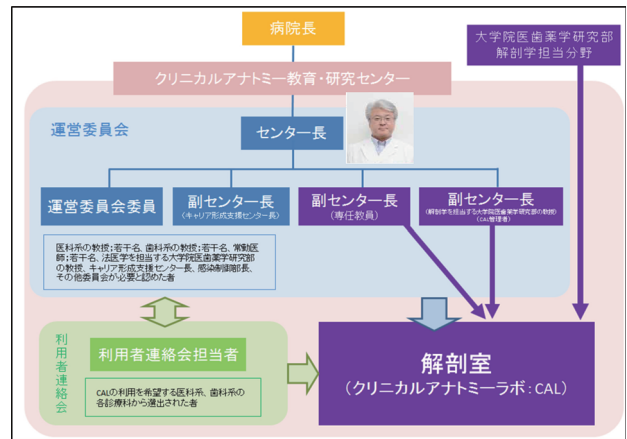 病院長
大学院医歯薬学研究部
解剖学担当分野
クリニカルアナトミー教育・研究センター
運営委員会
センター長
運営委員会委員
副センター長
(キャリア形成支援センター長)
副センター長
(専任教員)
副センター長
(解剖学を担当する大学院医歯薬学研究部の教授)
(CAL管理者)
医科系の教授;若干名、歯科系の教授;若干名、常勤医
師;若干名、法医学を担当する大学院医歯薬学研究部
の教授、キャリア形成支援センター長、感染制御部長、
その他委員会が必要と認めた者
利用者連絡会
利用者連絡会担当者
CALの利用を希望する医科系、歯科系の
各診療科から選出された者
解剖室
(クリニカルアナトミーラボ:CAL)